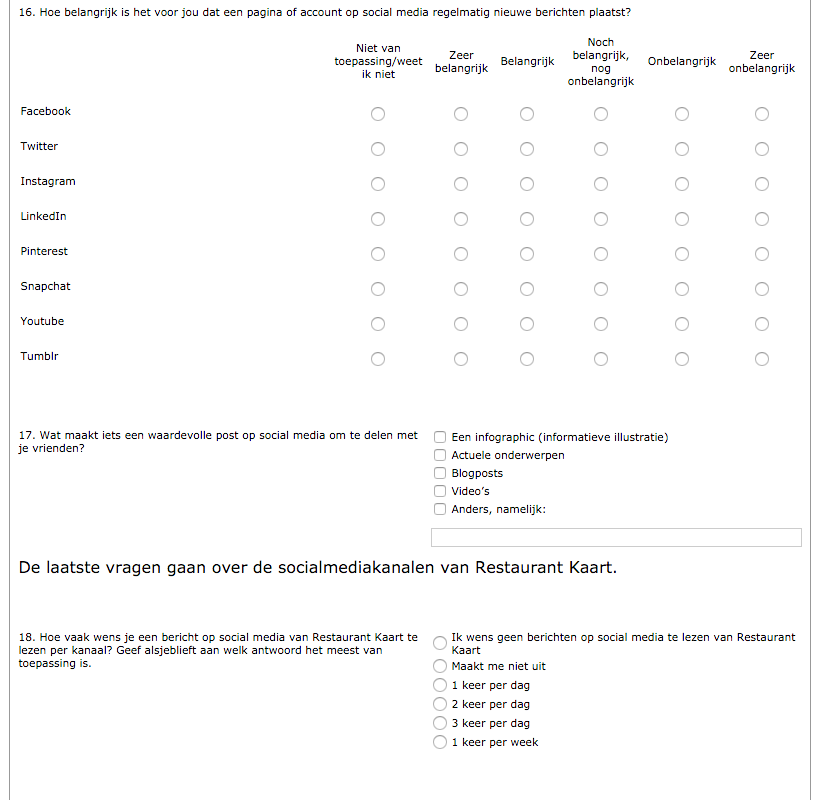 16. Hoe belangrijk is het voor jou dat een pagina of account op social media regelmatig nieuwe berichten plaatst?
Niet van
toepassing/weet
ik niet
Zeer
belangrijk
Belangrijk
Noch
belangrijk,
nog
onbelangrijk
Onbelangrijk
Zeer
onbelangrijk
Facebook
Twitter
Instagram
LinkedIn
Pinterest
Snapchat
Youtube
Tumblr
17. Wat maakt iets een waardevolle post op social media om te delen met
je vrienden?
Een infographic (informatieve illustratie)
Actuele onderwerpen
Blogposts
Video's
Anders, namelijk:
De laatste vragen gaan over de socialmediakanalen van Restaurant Kaart.
18. Hoe vaak wens je een bericht op social media van Restaurant Kaart te
lezen per kanaal? Geef alsjeblieft aan welk antwoord het meest van
toepassing is.
Ik wens geen berichten op social media te lezen van Restaurant
Kaart
Maakt me niet uit
1 keer per dag
2 keer per dag
3 keer per dag
1 keer per week